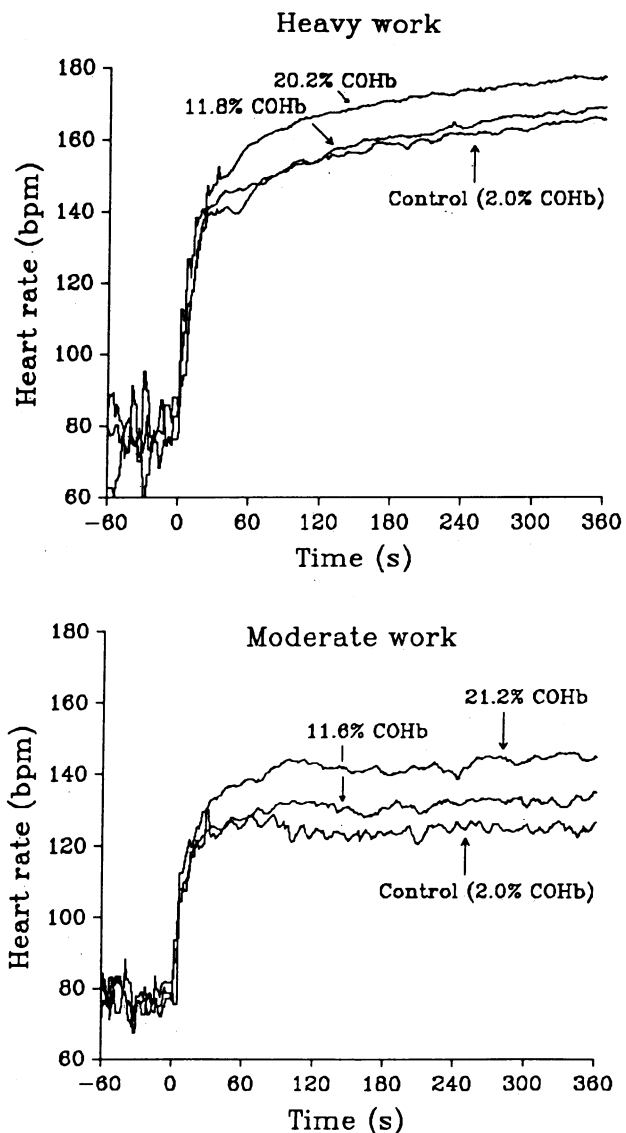 Heavy work
180
160
140
120
100
80
60
Heart rate (bpm)
20.2% COHb
11.8% COHb
Control (2.0% COHb)
-60 0 60 120 180 240 300 360
Time (s)
Moderate work
180
160
140
120
100
80
60
Heart rate (bpm)
21.2% COHb
11.6% COHb
Control (2.0% COHb)
-60 0 60 120 180 240 300 360
Time (s)